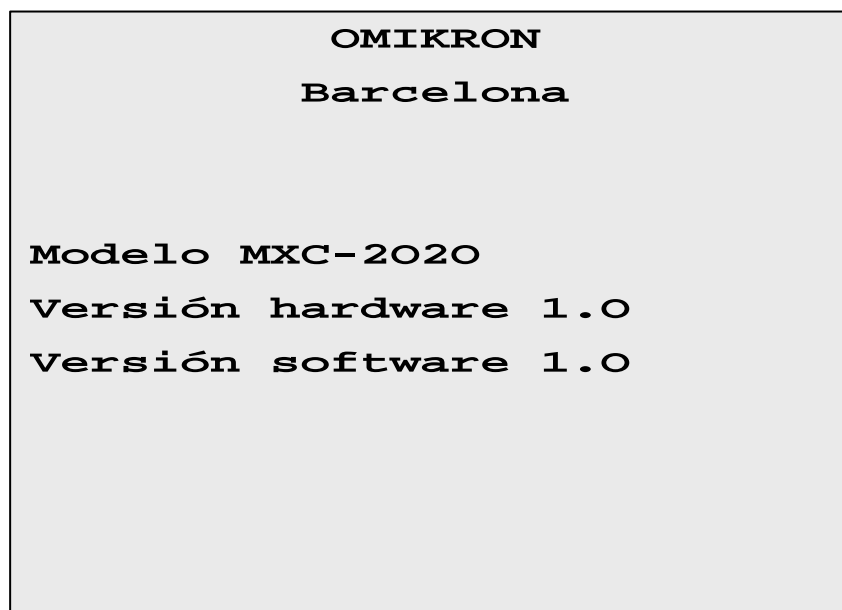 OMIKRON
Barcelona
Modelo MXC-2020
Versión hardware 1.0
Versión software 1.0